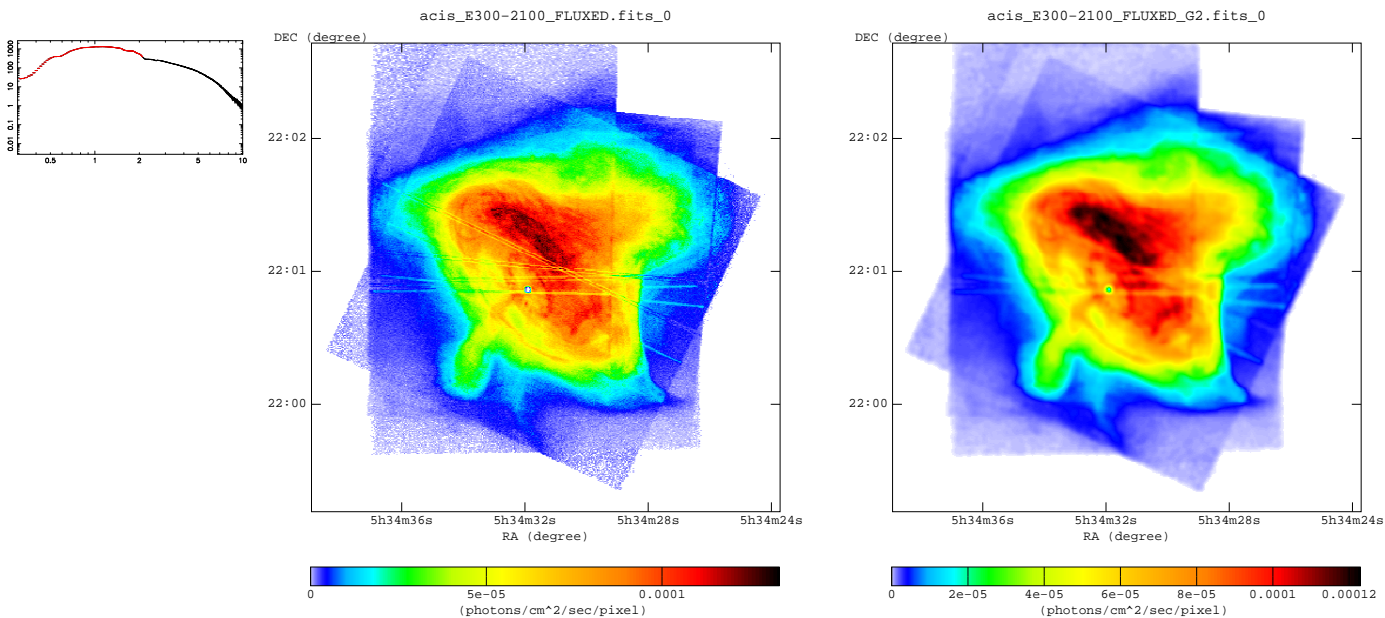 acis_E300-2100_FLUXED.fits_0
acis_E300-2100_FLUXED_G2.fits_0
1000
100
10
1
0.1
0.01
0.5 1 2 5 10
DEC (degree)
22:02
22:01
22:00
5h34m36s 5h34m32s 5h34m28s 5h34m24s
RA (degree)
0 5e-05 0.0001
(photons/cm^2/sec/pixel)
DEC (degree)
22:02
22:01
22:00
5h34m36s 5h34m32s 5h34m28s 5h34m24s
RA (degree)
0 2e-05 4e-05 6e-05 8e-05 0.0001 0.00012
(photons/cm^2/sec/pixel)